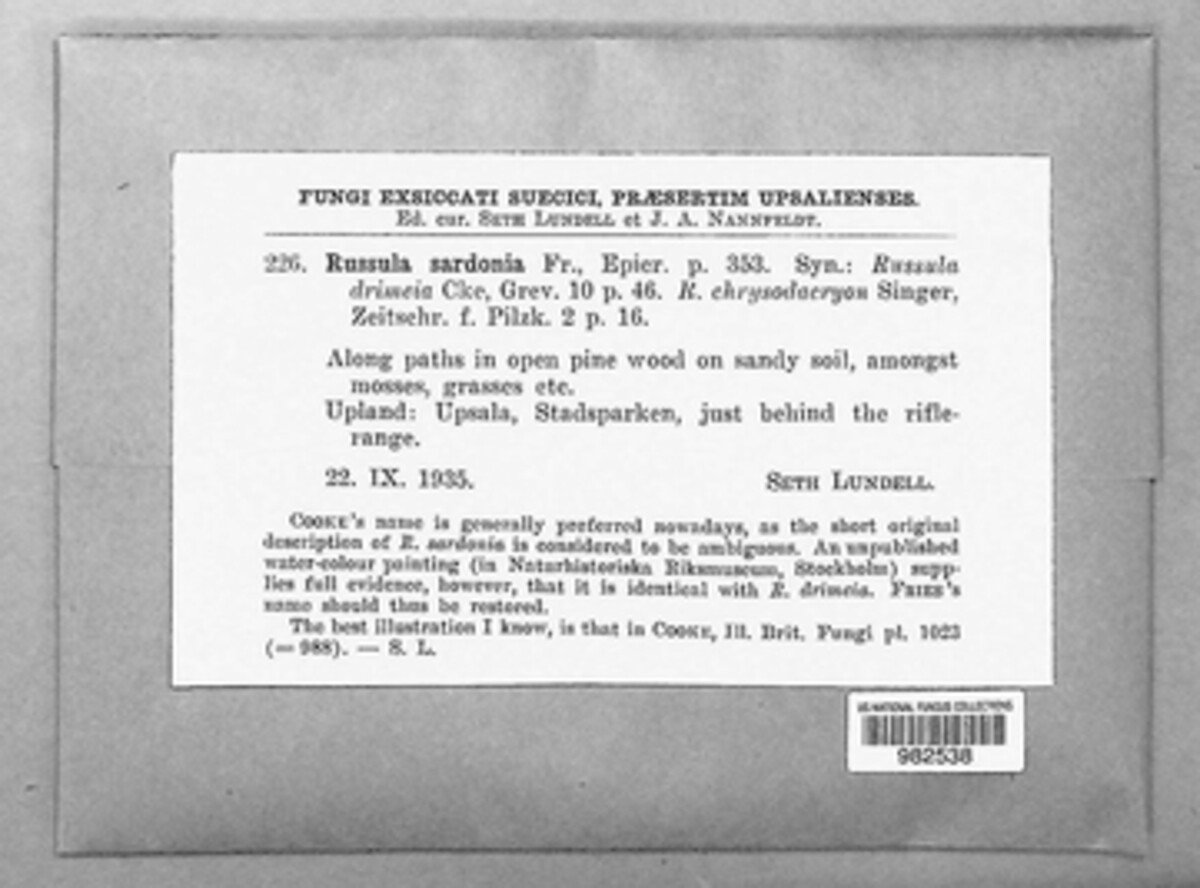 FUNGI EXSICCATI SUECICI, PRÆSERTIM UPSALIENSES.
Ed. cur. SETH LUNDELL et J. A. NANNFELDT.
226. Russula sardonia Fr., Epicr. p. 353. Syn.: Russula
drimeia Cke, Grev. 10 p. 46. R. chrysodacryon Singer,
Zeitschr. f. Pilzk. 2 p. 16.
Along paths in open pine wood on sandy soil, amongst
mosses, grasses etc.
Upland: Upsala, Stadsparken, just behind the rifle-
range.
22. IX. 1935. SETH LUNDELL.
COOKE's name is generally preferred nowadays, as the short original
description of R. sardonia is considered to be ambiguous. An unpublished
water-colour painting (in Naturhistoriska Riksmuseum, Stockholm) supp-
lies full evidence, however, that it is identical with R. drimeia. FRIES's
name should thus be restored.
The best illustration I know, is that in COOKE, Ill. Brit. Fungi pl. 1023
(= 988). — S. L.
US NATIONAL FUNGUS COLLECTIONS
982538